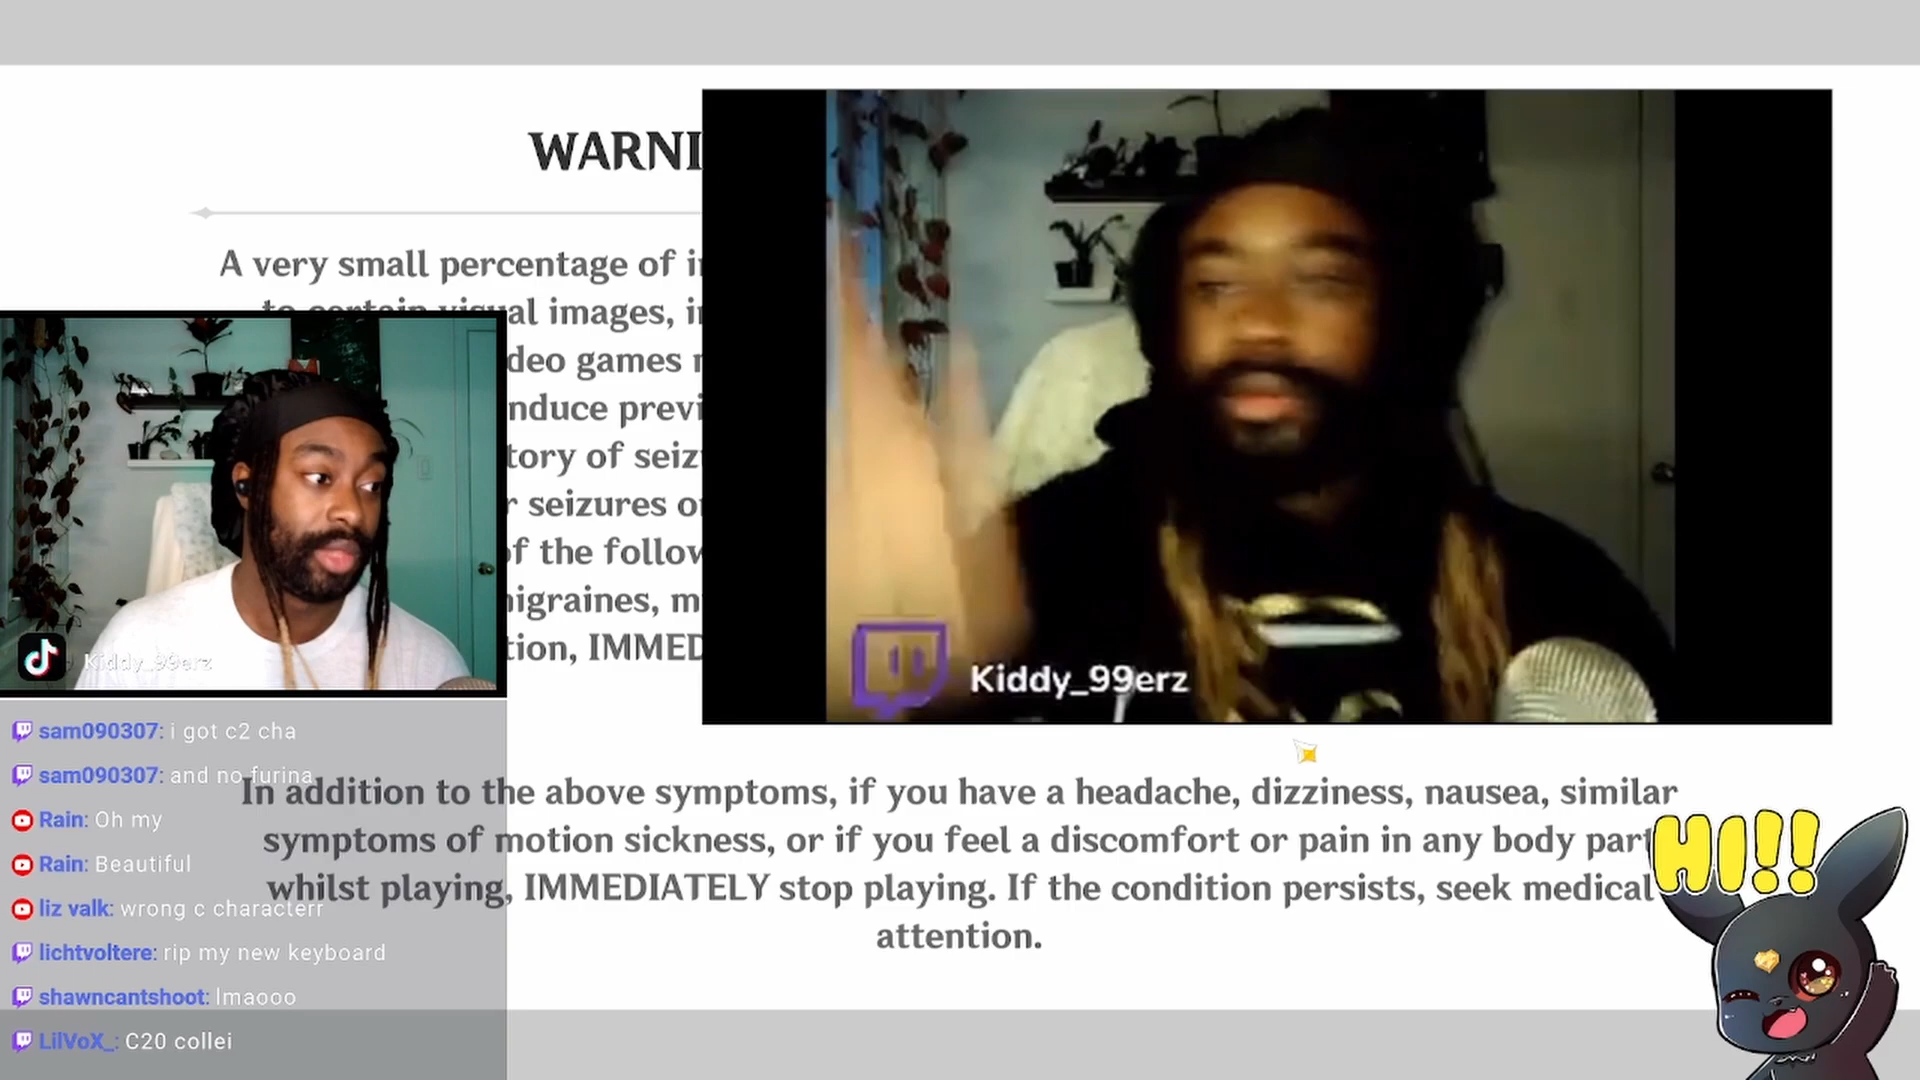 WARNI
A very small percentage of i
to certain visual images, i
deo games
nduce previ
tory of seiz
r seizures o
of the follow
igraines, m
tion, IMMED
Kiddy_99erz
Kiddy_99erz
In addition to the above symptoms, if you have a headache, dizziness, nausea, similar
symptoms of motion sickness, or if you feel a discomfort or pain in any body part
whilst playing, IMMEDIATELY stop playing. If the condition persists, seek medical
attention.
sam090307: i got c2 cha
sam090307: and no furina
Rain: Oh my
Rain: Beautiful
liz valk: wrong c characterr
lichtvoltere: rip my new keyboard
shawncantshoot: lmaooo
LilVoX_: C20 collei
HI!!